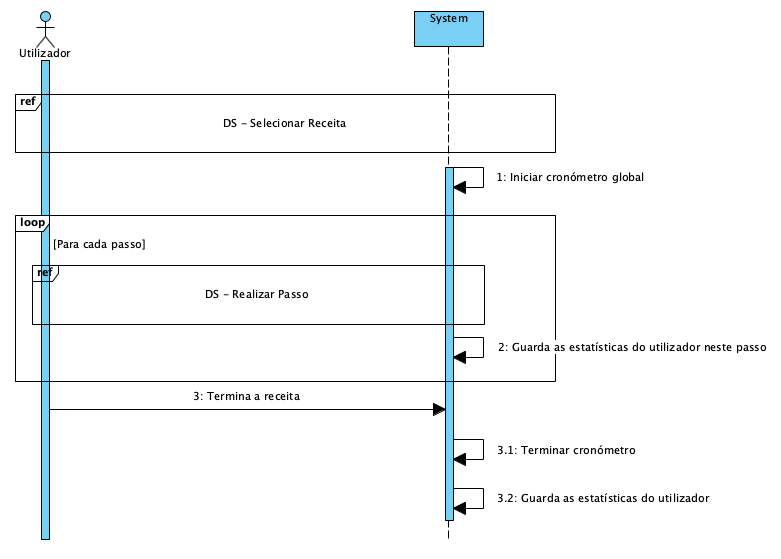 System
Utilizador
ref
DS - Selecionar Receita
1: Iniciar cronómetro global
loop
[Para cada passo]
ref
DS - Realizar Passo
2: Guarda as estatísticas do utilizador neste passo
3: Termina a receita
3.1: Terminar cronómetro
3.2: Guarda as estatísticas do utilizador